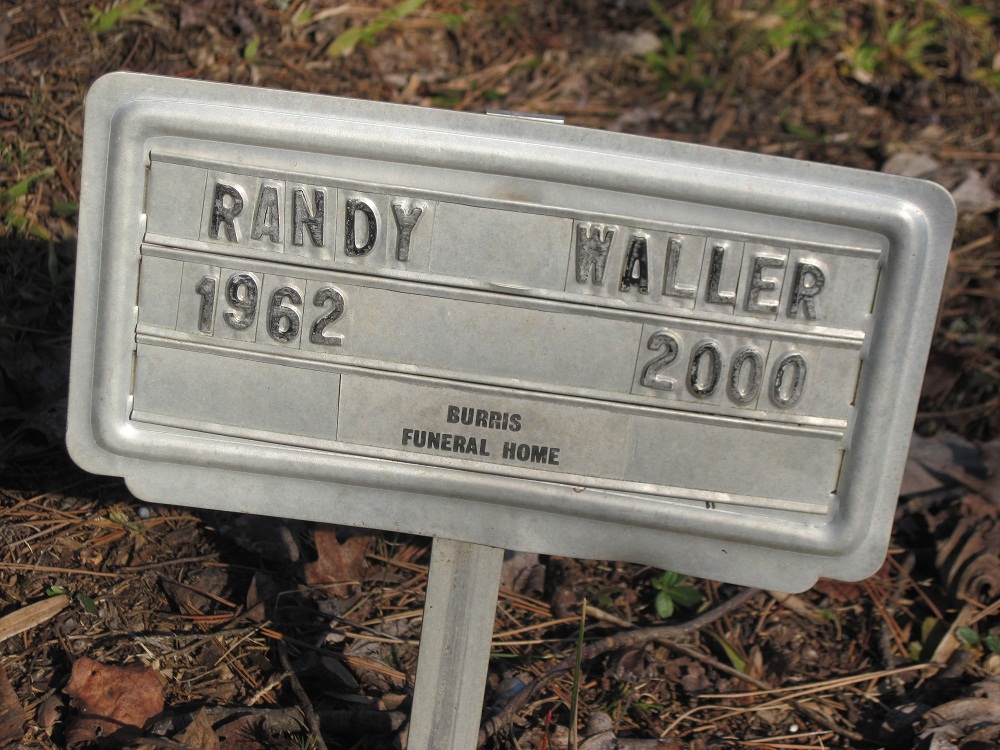 RANDY WALLER
1962 2000
BURRIS
FUNERAL HOME